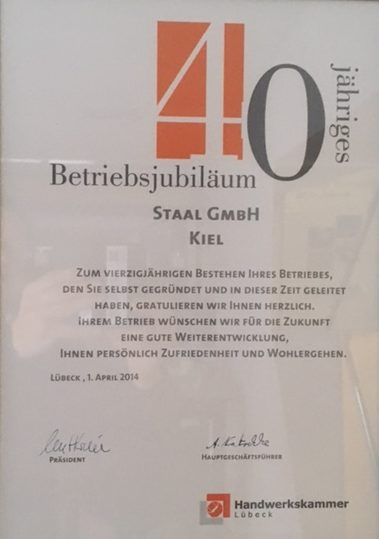 40
jähriges
Betriebsjubiläum
STAAL GMBH
KIEL
ZUM VIERZIGJÄHRIGEN BESTEHEN IHRES BETRIEBES,
DEN SIE SELBST GEGRÜNDET UND IN DIESER ZEIT GELEITET
HABEN, GRATULIEREN WIR IHNEN HERZLICH.
IHREM BETRIEB WÜNSCHEN WIR FÜR DIE ZUKUNFT
EINE GUTE WEITERENTWICKLUNG,
IHNEN PERSÖNLICH ZUFRIEDENHEIT UND WOHLERGEHEN.
LÜBECK, 1. APRIL 2014
PRÄSIDENT
HAUPTGESCHÄFTSFÜHRER
Handwerkskammer
Lübeck